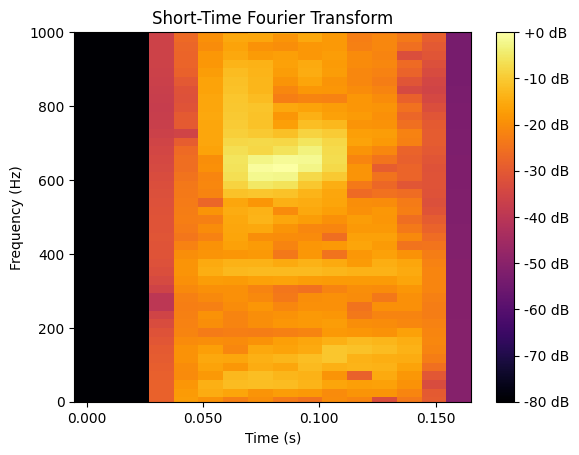 Short-Time Fourier Transform
1000
800
600
400
200
0
Frequency (Hz)
0.000
0.050
0.100
0.150
Time (s)
+0 dB
-10 dB
-20 dB
-30 dB
-40 dB
-50 dB
-60 dB
-70 dB
-80 dB